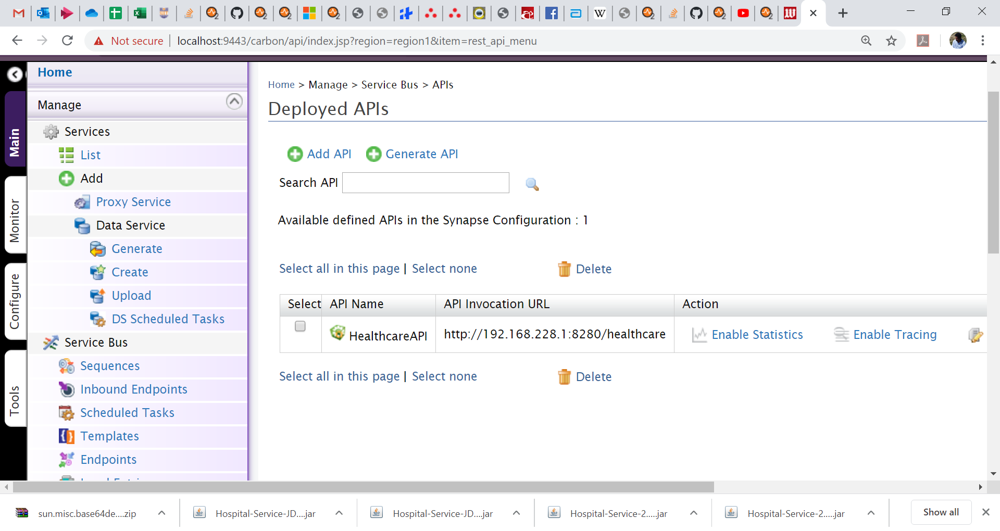 Not secure
localhost:9443/carbon/api/index.jsp?region=region1&item=rest_api_menu
Main
Monitor
Configure
Tools
Home
Manage
Services
List
Add
Proxy Service
Data Service
Generate
Create
Upload
DS Scheduled Tasks
Service Bus
Sequences
Inbound Endpoints
Scheduled Tasks
Templates
Endpoints
Home > Manage > Service Bus > APIs
Deployed APIs
Add API Generate API
Search API
Available defined APIs in the Synapse Configuration : 1
Select all in this page | Select none Delete
Select API Name API Invocation URL Action
HealthcareAPI http://192.168.228.1:8280/healthcare Enable Statistics Enable Tracing
Select all in this page | Select none Delete
sun.misc.base64de....zip Hospital-Service-JD....jar Hospital-Service-JD....jar Hospital-Service-2.....jar Hospital-Service-2.....jar Show all